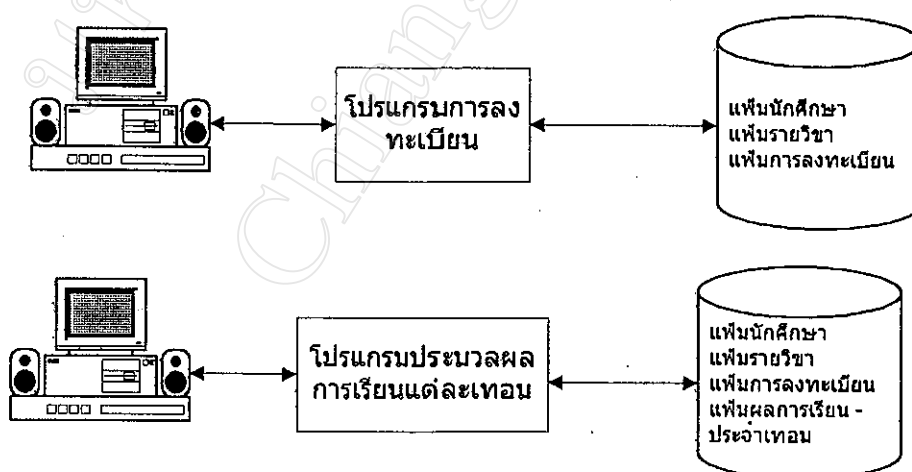 โปรแกรบการลง
ทะเบียน
แฟ้มนักศึกษา
แฟ้มรายวิชา
แฟ้มการลงทะเบียน
โปรแกรมประมวลผล
การเรียนแต่ละเทอม
แฟ้มนักศึกษา
แฟ้มรายวิชา
แฟ้มการลงทะเบียน
แฟ้มผลการเรียน -
ประจำเทอม
Chiang